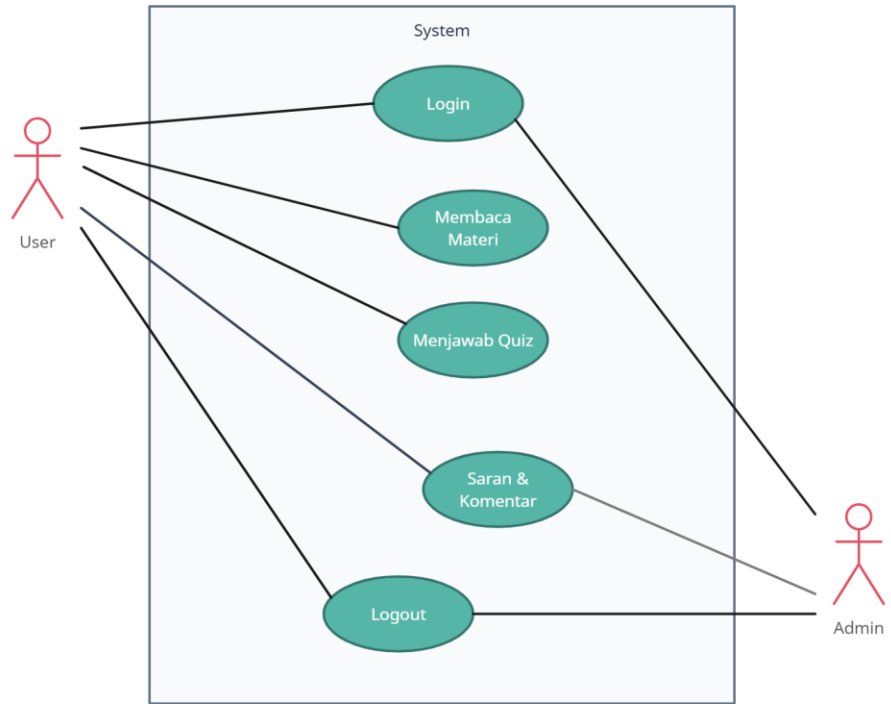 System
Login
Membaca
Materi
User
Menjawab Quiz
Saran &
Komentar
Logout
Admin